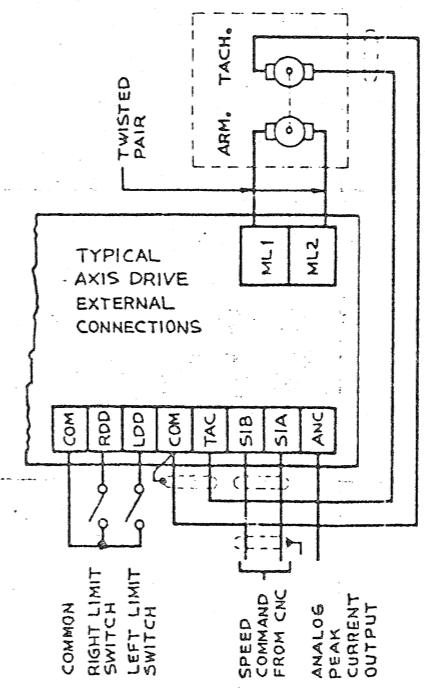 TYPICAL
AXIS DRIVE
EXTERNAL
CONNECTIONS
TWISTED
PAIR
ARM.
TACH.
ML1
ML2
COM
RDD
LDD
COM
TAC
SIB
SIA
ANC
COMMON
RIGHT LIMIT
SWITCH
LEFT LIMIT
SWITCH
SPEED
COMMAND
FROM CNC
ANALOG
PEAK
CURRENT
OUTPUT